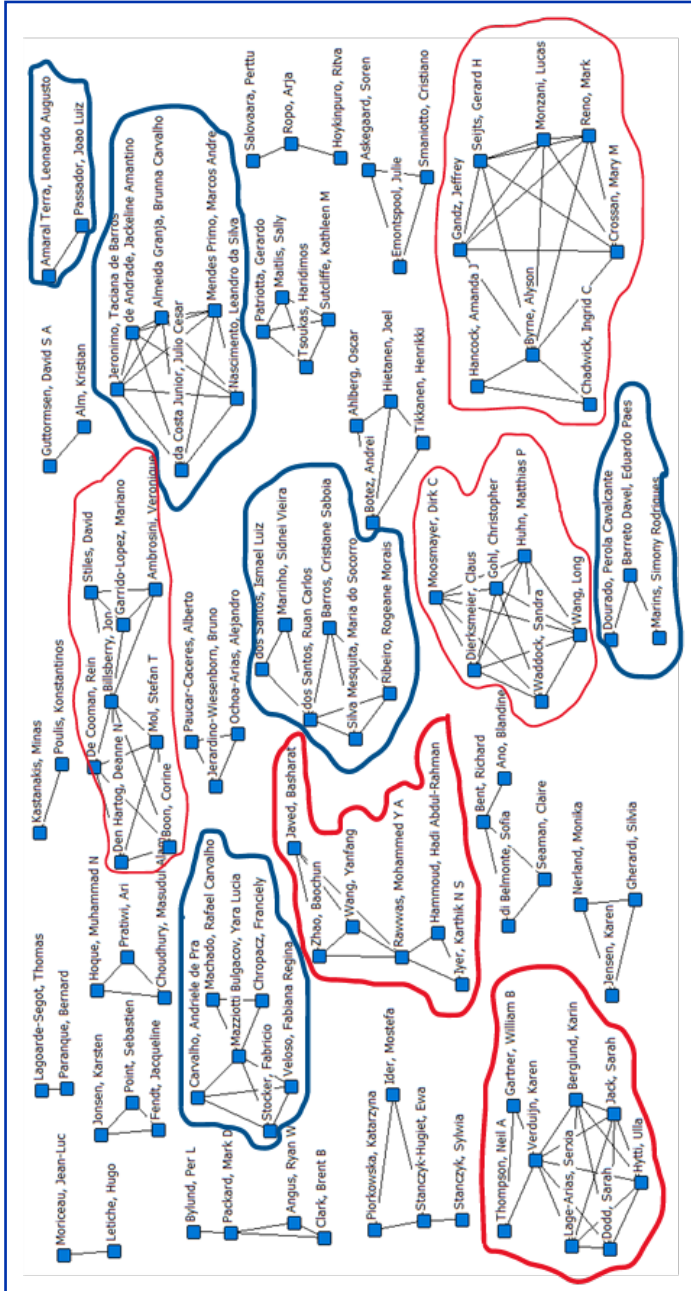 Moriceau, Jean-Luc
Letiche, Hugo
Lagoarde-Segot, Thomas
Paranque, Bernard
Kastanakis, Minas
Poulis, Konstantinos
Guttormsen, David S A
Alm, Kristian
Amaral Terra, Leonardo Augusto
Passador, Joao Luiz
Jonsen, Karsten
Point, Sebastien
Fendt, Jacqueline
Hoque, Muhammad N
Pratiwi, Ari
Choudhury, Masudul Alam
De Cooman, Rein
Den Hartog, Deanne N
Stiles, David
Billsberry, Jon
Garrido-Lopez, Mariano
Ambrosini, Veronique
Mol, Stefan T
Boon, Corine
Jeronimo, Taciana de Barros
de Andrade, Jackeline Amantino
Almeida Granja, Brunna Carvalho
da Costa Junior, Julio Cesar
Mendes Primo, Marcos Andre
Nascimento, Leandro da Silva
Bylund, Per L
Packard, Mark D
Angus, Ryan W
Clark, Brent B
Carvalho, Andriele de Pra
Machado, Rafael Carvalho
Mazziotti Bulgacov, Yara Lucia
Chropacz, Franciely
Stocker, Fabricio
Veloso, Fabiana Regina
Paucar-Caceres, Alberto
Jerardino-Wiesenborn, Bruno
Ochoa-Arias, Alejandro
Salovaara, Perttu
Ropo, Arja
Hoykinpuro, Ritva
Patriotta, Gerardo
Maitlis, Sally
Tsoukas, Haridimos
Sutcliffe, Kathleen M
dos Santos, Ismael Luiz
Marinho, Sidnei Vieira
dos Santos, Ruan Carlos
Barros, Cristiane Saboia
Silva Mesquita, Maria do Socorro
Ribeiro, Rogeane Morais
Ahlberg, Oscar
Hietanen, Joel
Botez, Andrei
Tikkanen, Henrikki
Askegaard, Soren
Emontspool, Julie
Smaniotto, Cristiano
Piorkowska, Katarzyna
Ider, Mostefa
Stanczyk-Hugiet, Ewa
Stanczyk, Sylwia
Javed, Basharat
Zhao, Baochun
Wang, Yanfang
Rawwas, Mohammed Y A
Hammoud, Hadi Abdul-Rahman
Iyer, Karthik N S
Moosmayer, Dirk C
Dierksmeier, Claus
Gohl, Christopher
Huhn, Matthias P
Waddock, Sandra
Wang, Long
Gandz, Jeffrey
Seijts, Gerard H
Hancock, Amanda J
Monzani, Lucas
Byrne, Alyson
Reno, Mark
Chadwick, Ingrid C
Crossan, Mary M
Thompson, Neil A
Gartner, William B
Verduijn, Karen
Lage-Arias, Serxia
Berglund, Karin
Dodd, Sarah
Jack, Sarah
Hytti, Ulla
Bent, Richard
Ano, Blandine
di Belmonte, Sofia
Seaman, Claire
Nerland, Monika
Jensen, Karen
Gherardi, Silvia
Dourado, Perola Cavalcante
Barreto Davel, Eduardo Paes
Marins, Simony Rodrigues